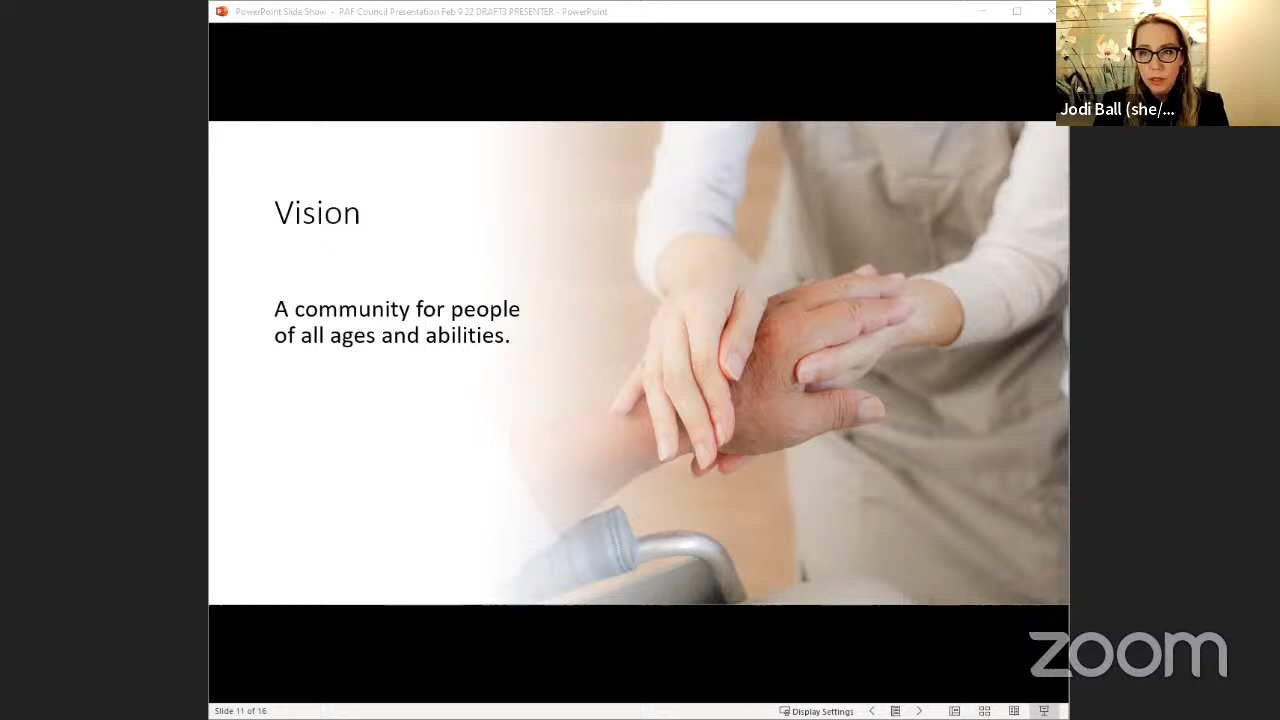 PowerPoint Slide Show - PAF Council Presentation Feb 9 22 DRAFT3.PRESENTER - PowerPoint
Jodi Ball (she/...
Vision
A community for people
of all ages and abilities.
zoom
Slide 11 of 16
Display Settings